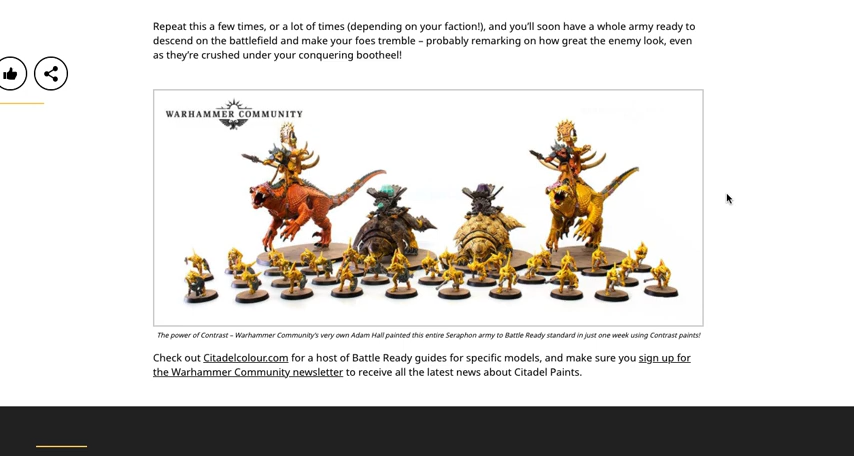 Repeat this a few times, or a lot of times (depending on your faction!), and you’ll soon have a whole army ready to
descend on the battlefield and make your foes tremble – probably remarking on how great the enemy look, even
as they’re crushed under your conquering bootheel!
WARHAMMER COMMUNITY
The power of Contrast – Warhammer Community’s very own Adam Hall painted this entire Seraphon army to Battle Ready standard in just one week using Contrast paints!
Check out Citadelcolour.com for a host of Battle Ready guides for specific models, and make sure you sign up for
the Warhammer Community newsletter to receive all the latest news about Citadel Paints.